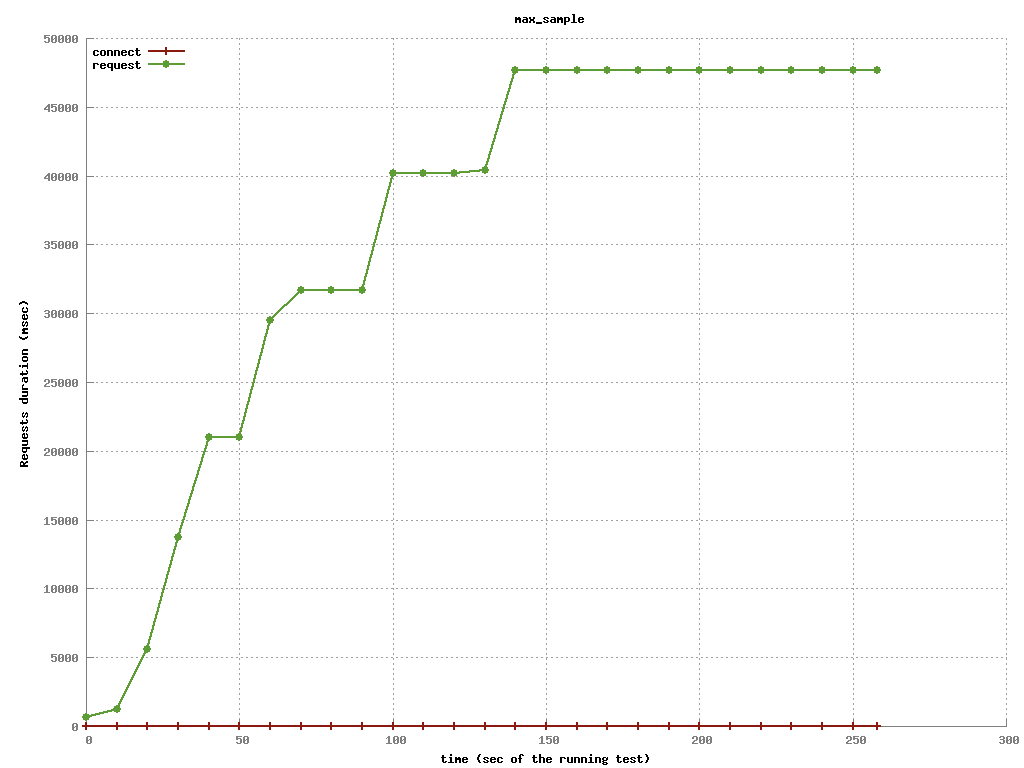 max_sample
50000
connect
request
45000
40000
35000
30000
Requests duration (msec)
25000
20000
15000
10000
5000
0
0 50 100 150 200 250 300
time (sec of the running test)